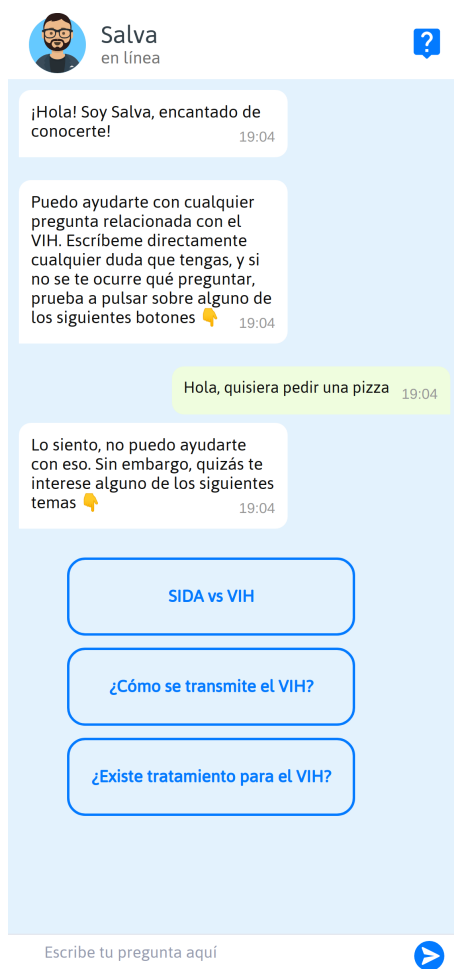 Salva
en línea
¡Hola! Soy Salva, encantado de
conocerte!
19:04
Puedo ayudarte con cualquier
pregunta relacionada con el
VIH. Escríbeme directamente
cualquier duda que tengas, y si
no se te ocurre qué preguntar,
prueba a pulsar sobre alguno de
los siguientes botones 👇
19:04
Hola, quisiera pedir una pizza
19:04
Lo siento, no puedo ayudarte
con eso. Sin embargo, quizás te
interese alguno de los siguientes
temas 👇
19:04
SIDA vs VIH
¿Cómo se transmite el VIH?
¿Existe tratamiento para el VIH?
Escribe tu pregunta aquí